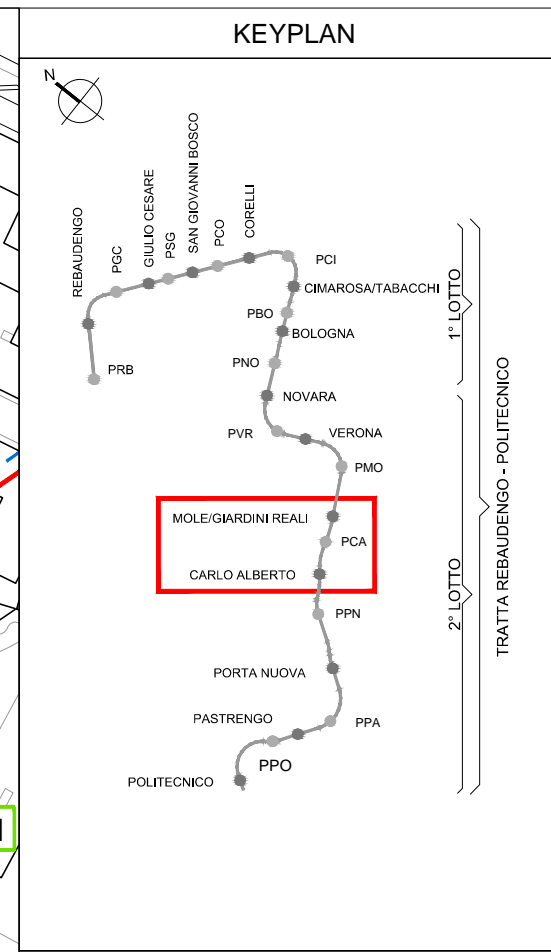 KEYPLAN
N
REBAUDENGO
PGC
GIULIO CESARE
PSG
SAN GIOVANNI BOSCO
PCO
CORELLI
PCI
CIMAROSA/TABACCHI
PBO
BOLOGNA
PNO
PRB
NOVARA
PVR
VERONA
PMO
MOLE/GIARDINI REALI
PCA
CARLO ALBERTO
PPN
PORTA NUOVA
PASTRENGO
PPA
PPO
POLITECNICO
1° LOTTO
2° LOTTO
TRATTA REBAUDENGO - POLITECNICO